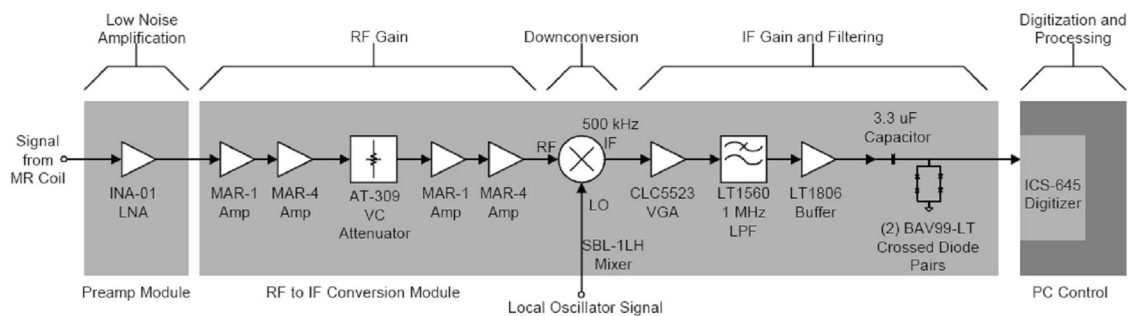 Low Noise
Amplification
RF Gain
Downconversion
IF Gain and Filtering
Digitization and
Processing
Signal
from
MR Coil
INA-01
LNA
MAR-1
Amp
MAR-4
Amp
AT-309
VC
Attenuator
MAR-1
Amp
MAR-4
Amp
RF
500 kHz
IF
LO
SBL-1LH
Mixer
CLC5523
VGA
LT1560
1 MHz
LPF
LT1806
Buffer
3.3 uF
Capacitor
(2) BAV99-LT
Crossed Diode
Pairs
ICS-645
Digitizer
Preamp Module
RF to IF Conversion Module
Local Oscillator Signal
PC Control